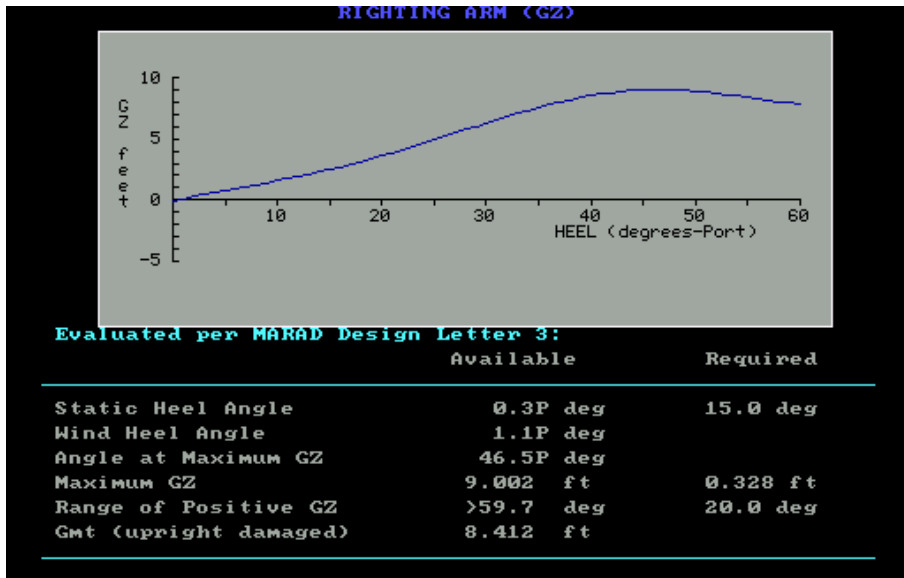 RIGHTING ARM (GZ)
10
GZ feet
5
0
-5
10 20 30 40 50 60
HEEL (degrees-Port)
Evaluated per MARAD Design Letter 3:
Available Required
Static Heel Angle 0.3P deg 15.0 deg
Wind Heel Angle 1.1P deg
Angle at Maximum GZ 46.5P deg
Maximum GZ 9.002 ft 0.328 ft
Range of Positive GZ >59.7 deg 20.0 deg
Gmt (upright damaged) 8.412 ft